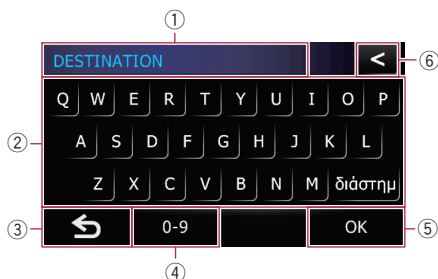 ①
DESTINATION
<
⑥
②
Q W E R T Y U I O P
A S D F G H J K L
Z X C V B N M διάστημ
③
0-9
OK
⑤
④